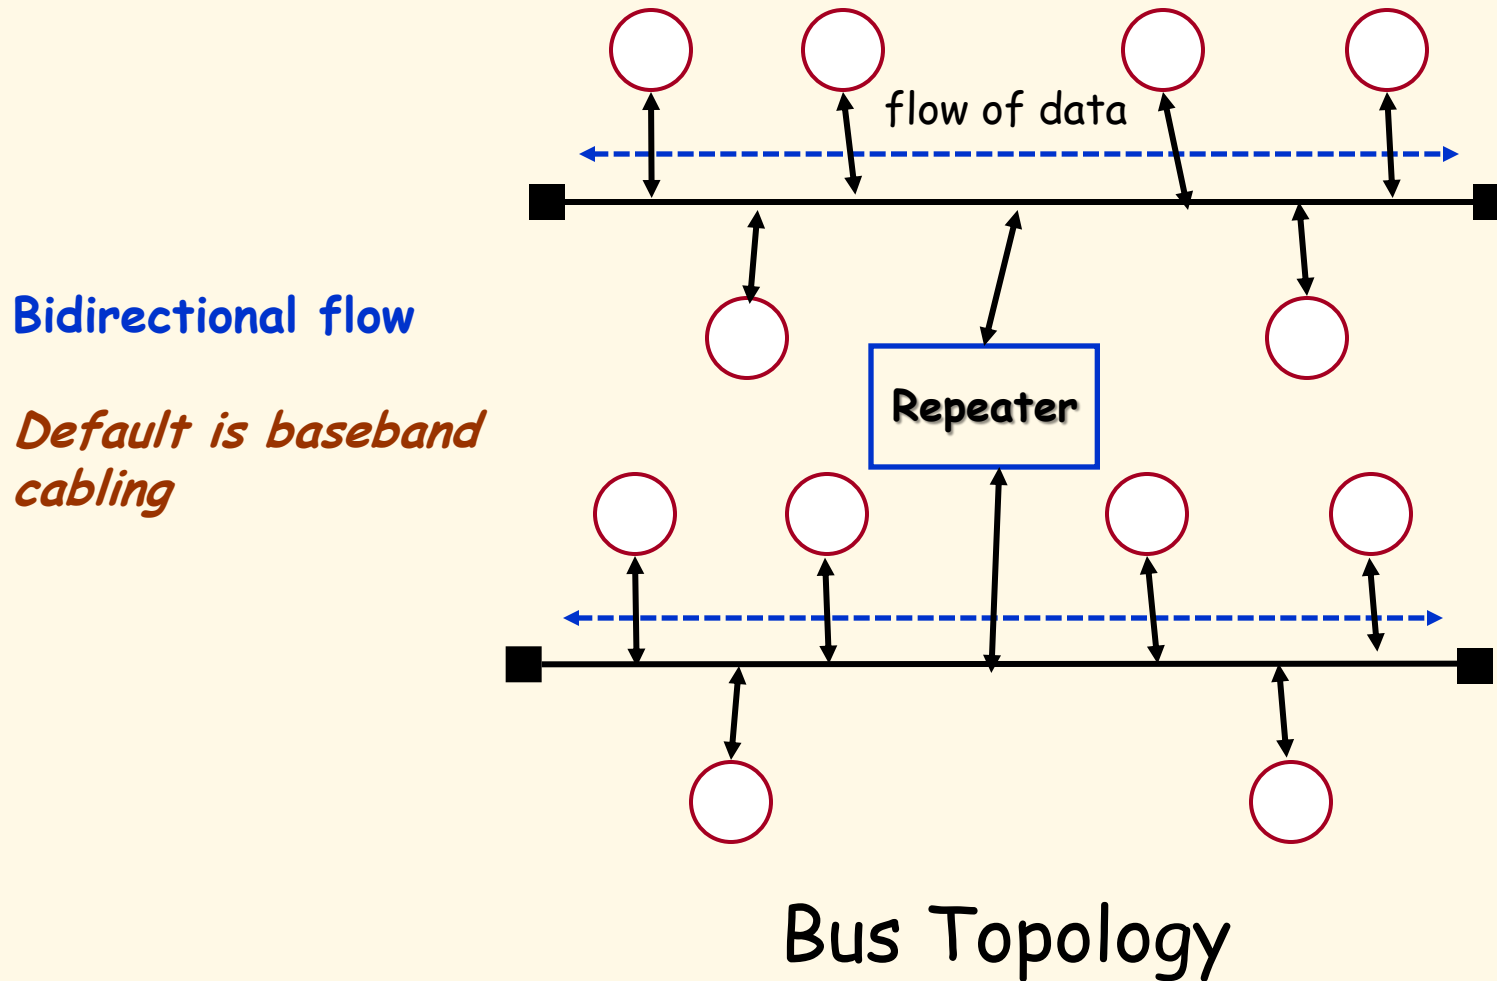 flow of data
Bidirectional flow
Default is baseband
cabling
Repeater
Bus Topology